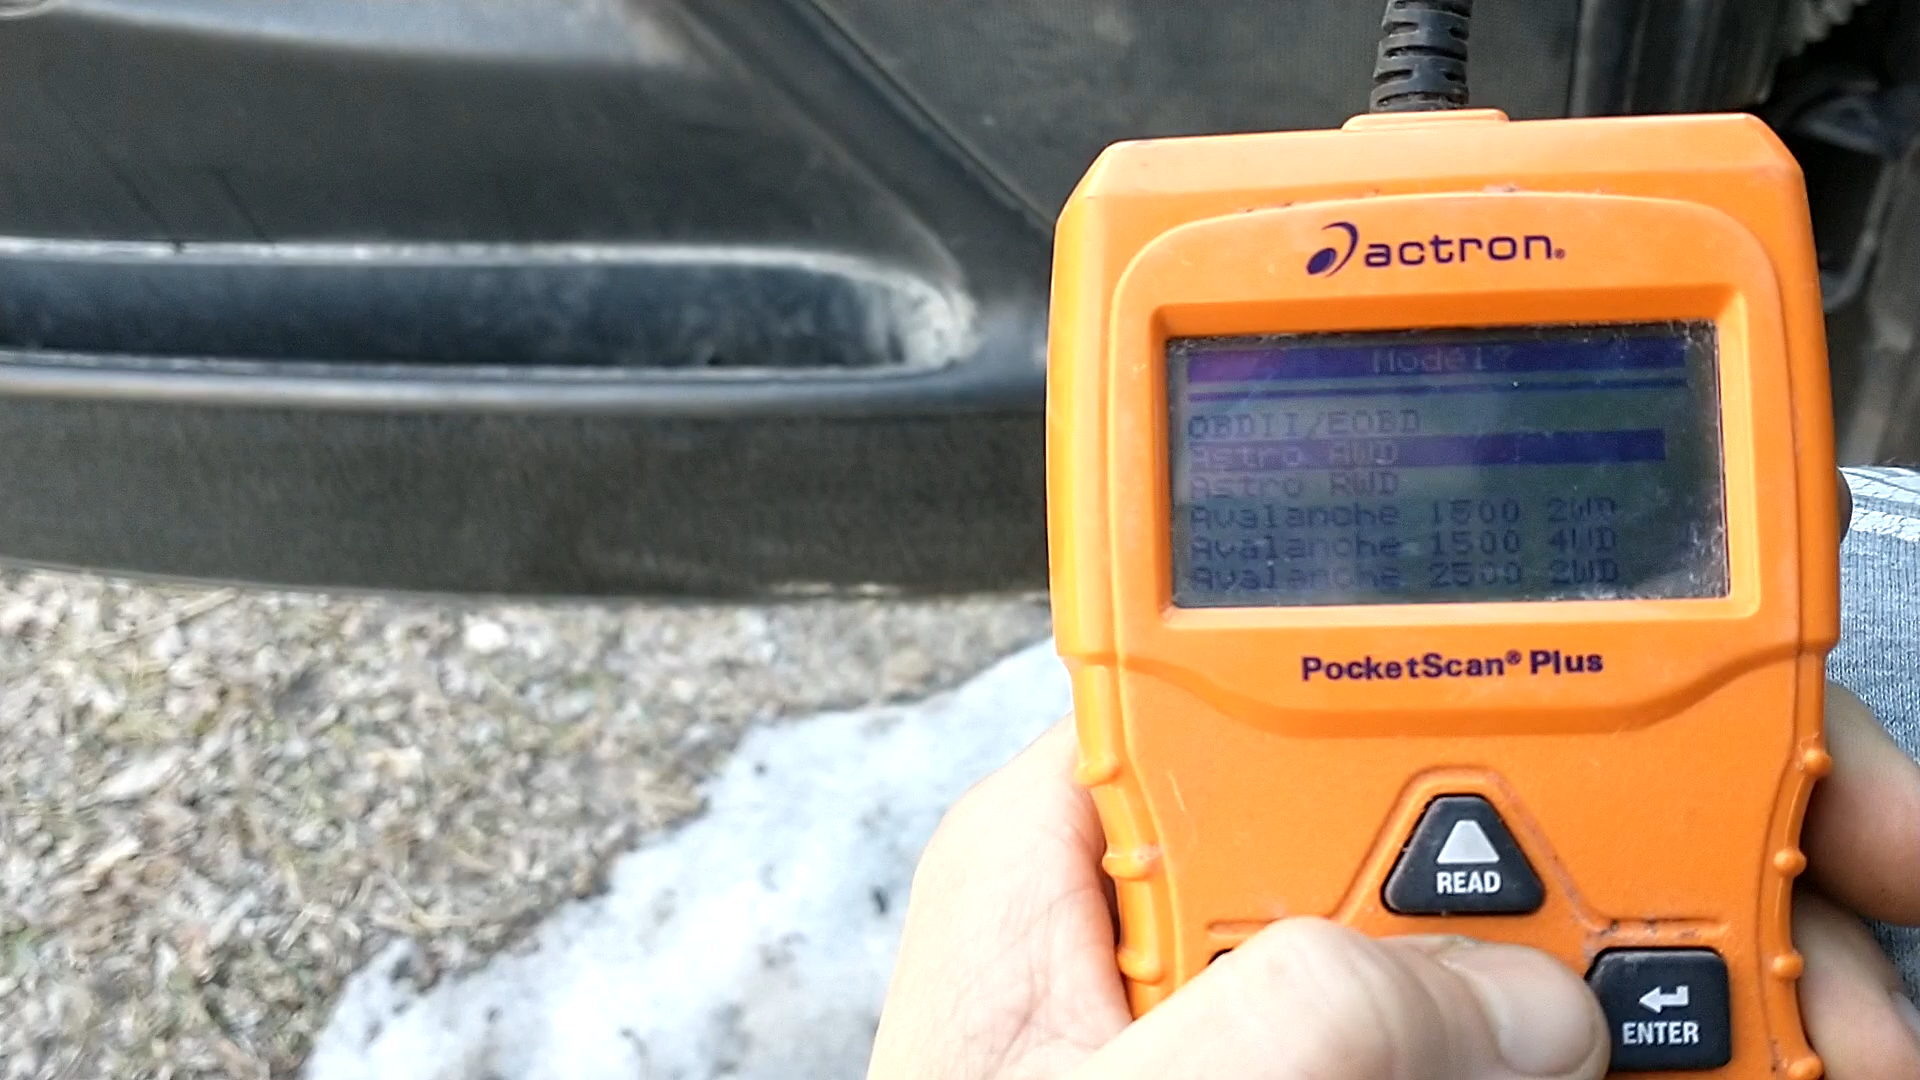 actron®
Model?
OBDII/EOBD
Astro AWD
Astro RWD
Avalanche 1500 2WD
Avalanche 1500 4WD
Avalanche 2500 2WD
PocketScan® Plus
READ
ENTER